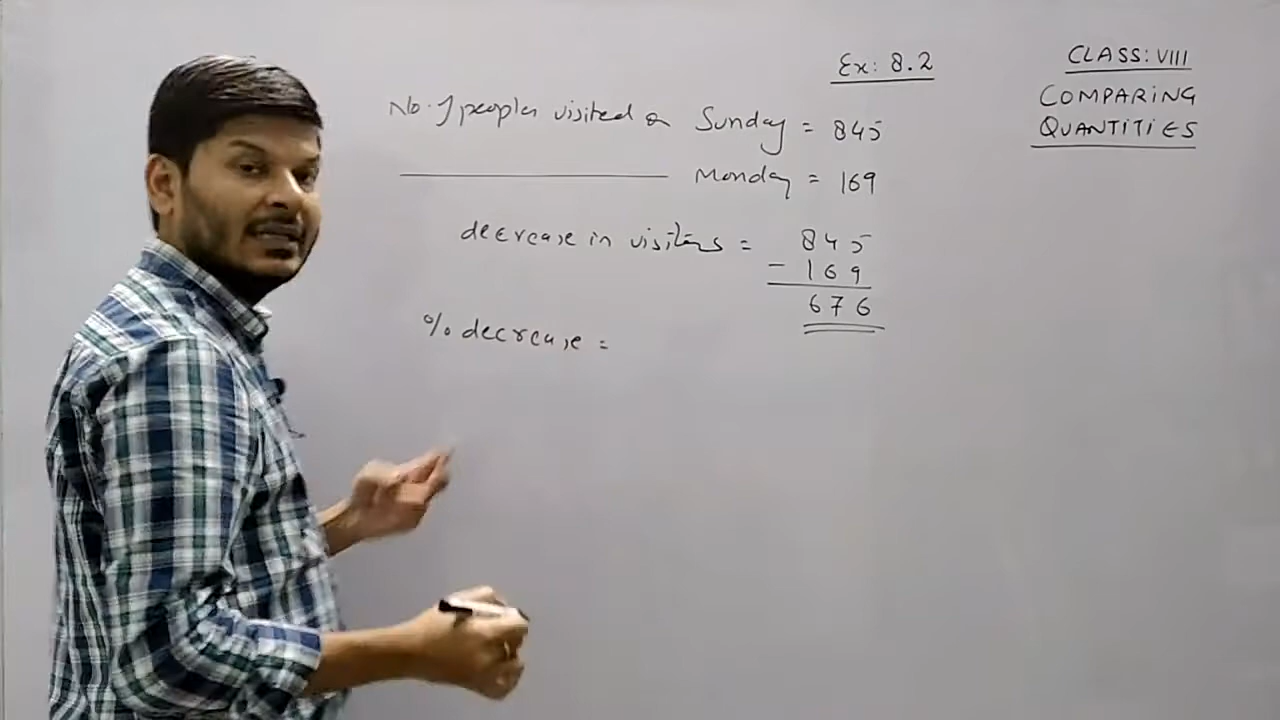 Ex: 8.2
CLASS: VIII
COMPARING
QUANTITIES
No. of peoples visited on Sunday = 845
Monday = 169
decrease in visitors = 845
- 169
676
% decrease =